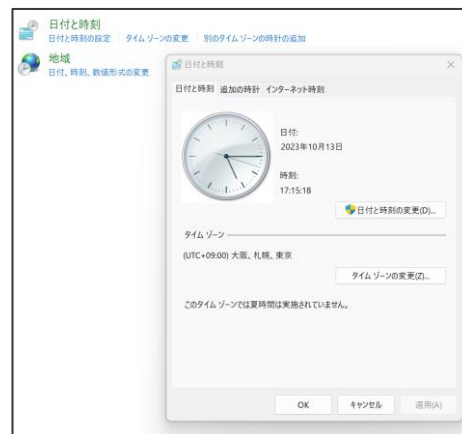 日付と時刻
日付と時刻の設定 タイム ゾーンの変更 別のタイム ゾーンの時計の追加
地域
日付、時刻、数値形式の変更
日付と時刻
日付と時刻 追加の時計 インターネット時刻
日付:
2023年10月13日
時刻:
17:15:18
日付と時刻の変更(D)...
タイム ゾーン
(UTC+09:00) 大阪、札幌、東京
タイム ゾーンの変更(Z)...
このタイム ゾーンでは夏時間は実施されていません。
OK キャンセル 適用(A)